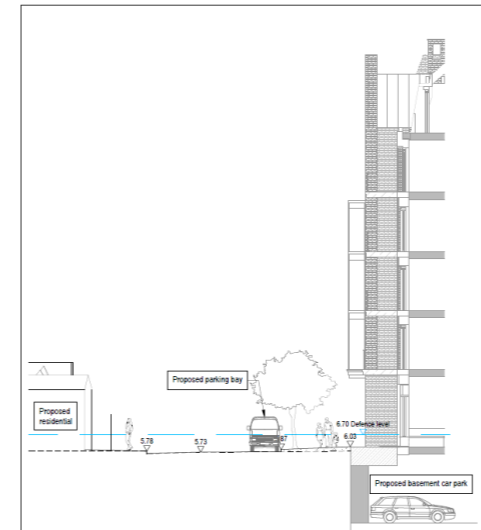 Proposed parking bay
Proposed
residential
6.70 Defence level
5.78
5.73
87
6.03
Proposed basement car park